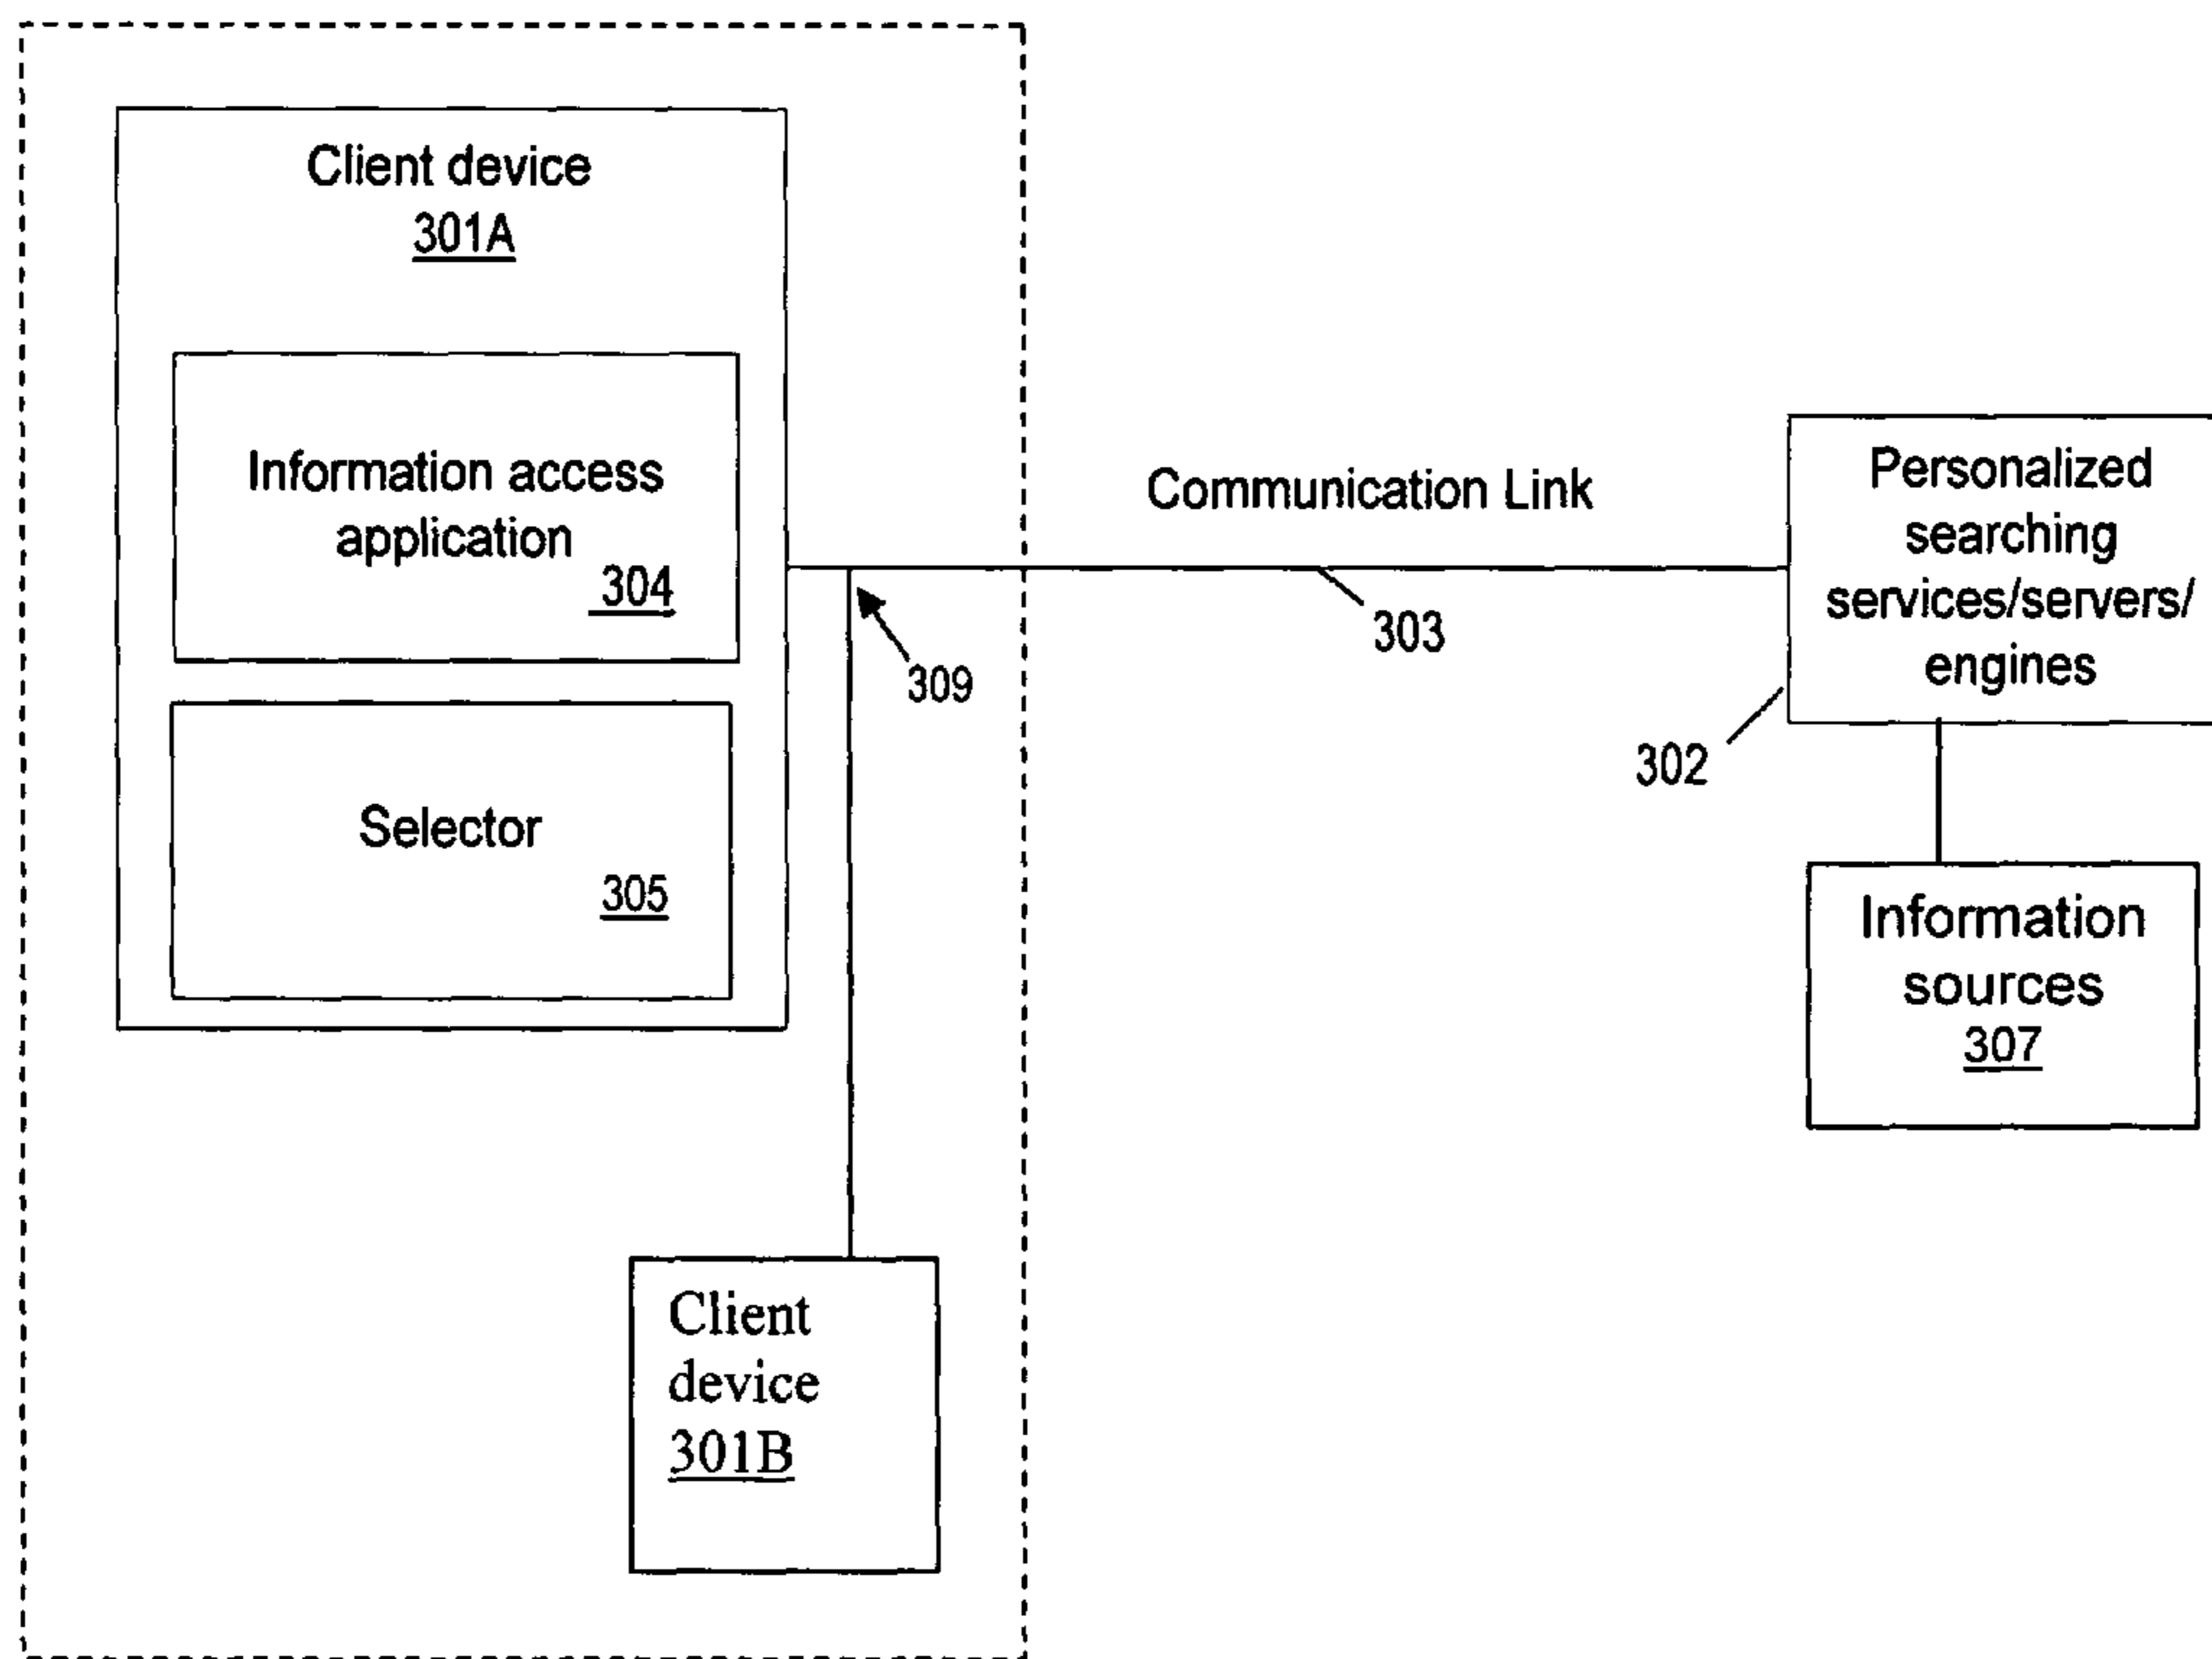 Client device
301A
Information access
application
304
Selector
305
309
Communication Link
303
Personalized
searching
services/servers/
engines
302
Information
sources
307
Client
device
301B